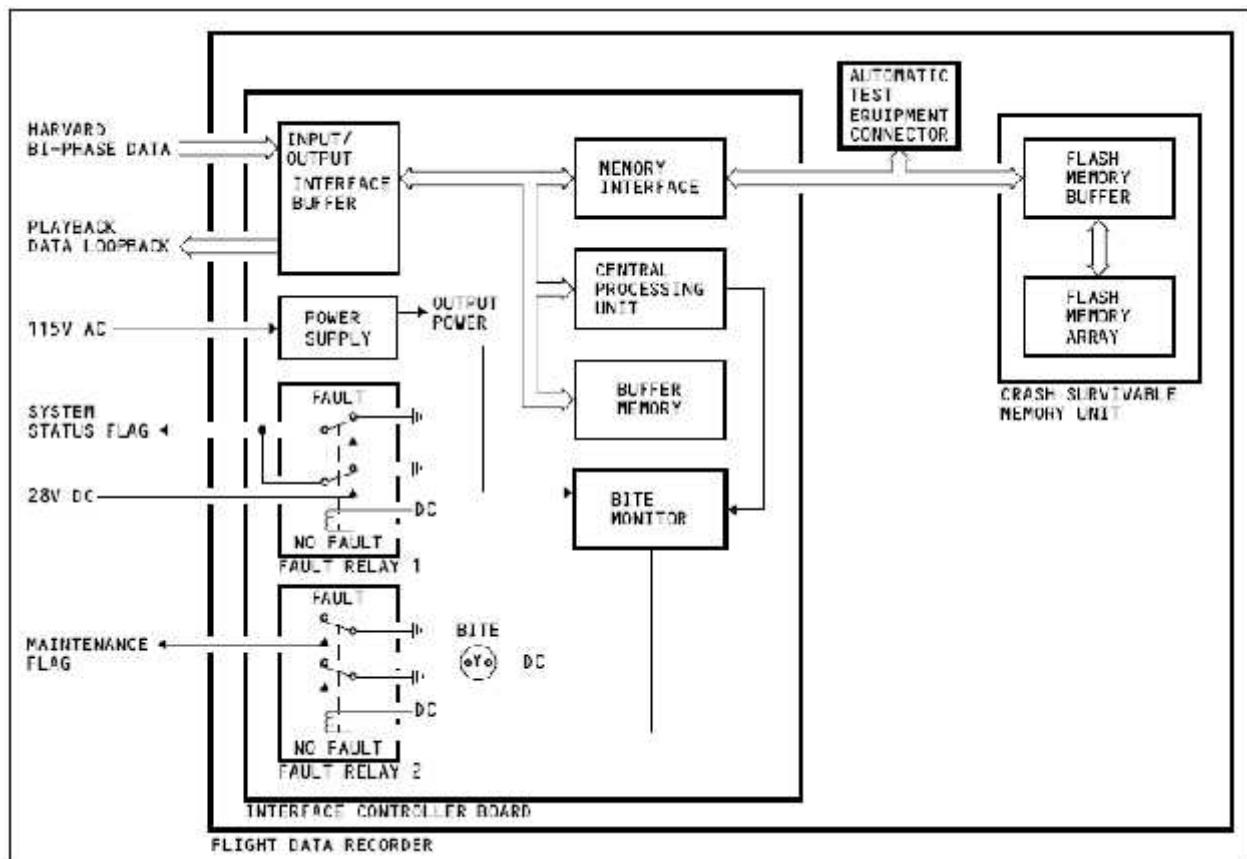 AUTOMATIC
TEST
EQUIPMENT
CONNECTOR
HARVARD
BI-PHASE DATA
INPUT/
OUTPUT
INTERFACE
BUFFER
MEMORY
INTERFACE
FLASH
MEMORY
BUFFER
PLAYBACK
DATA LOOPBACK
CENTRAL
PROCESSING
UNIT
FLASH
MEMORY
ARRAY
115V AC
POWER
SUPPLY
OUTPUT
POWER
CRASH SURVIVABLE
MEMORY UNIT
SYSTEM
STATUS FLAG
FAULT
BUFFER
MEMORY
28V DC
DC
NO FAULT
FAULT RELAY 1
BITE
MONITOR
MAINTENANCE
FLAG
FAULT
BITE
Y
DC
DC
NO FAULT
FAULT RELAY 2
INTERFACE CONTROLLER BOARD
FLIGHT DATA RECORDER